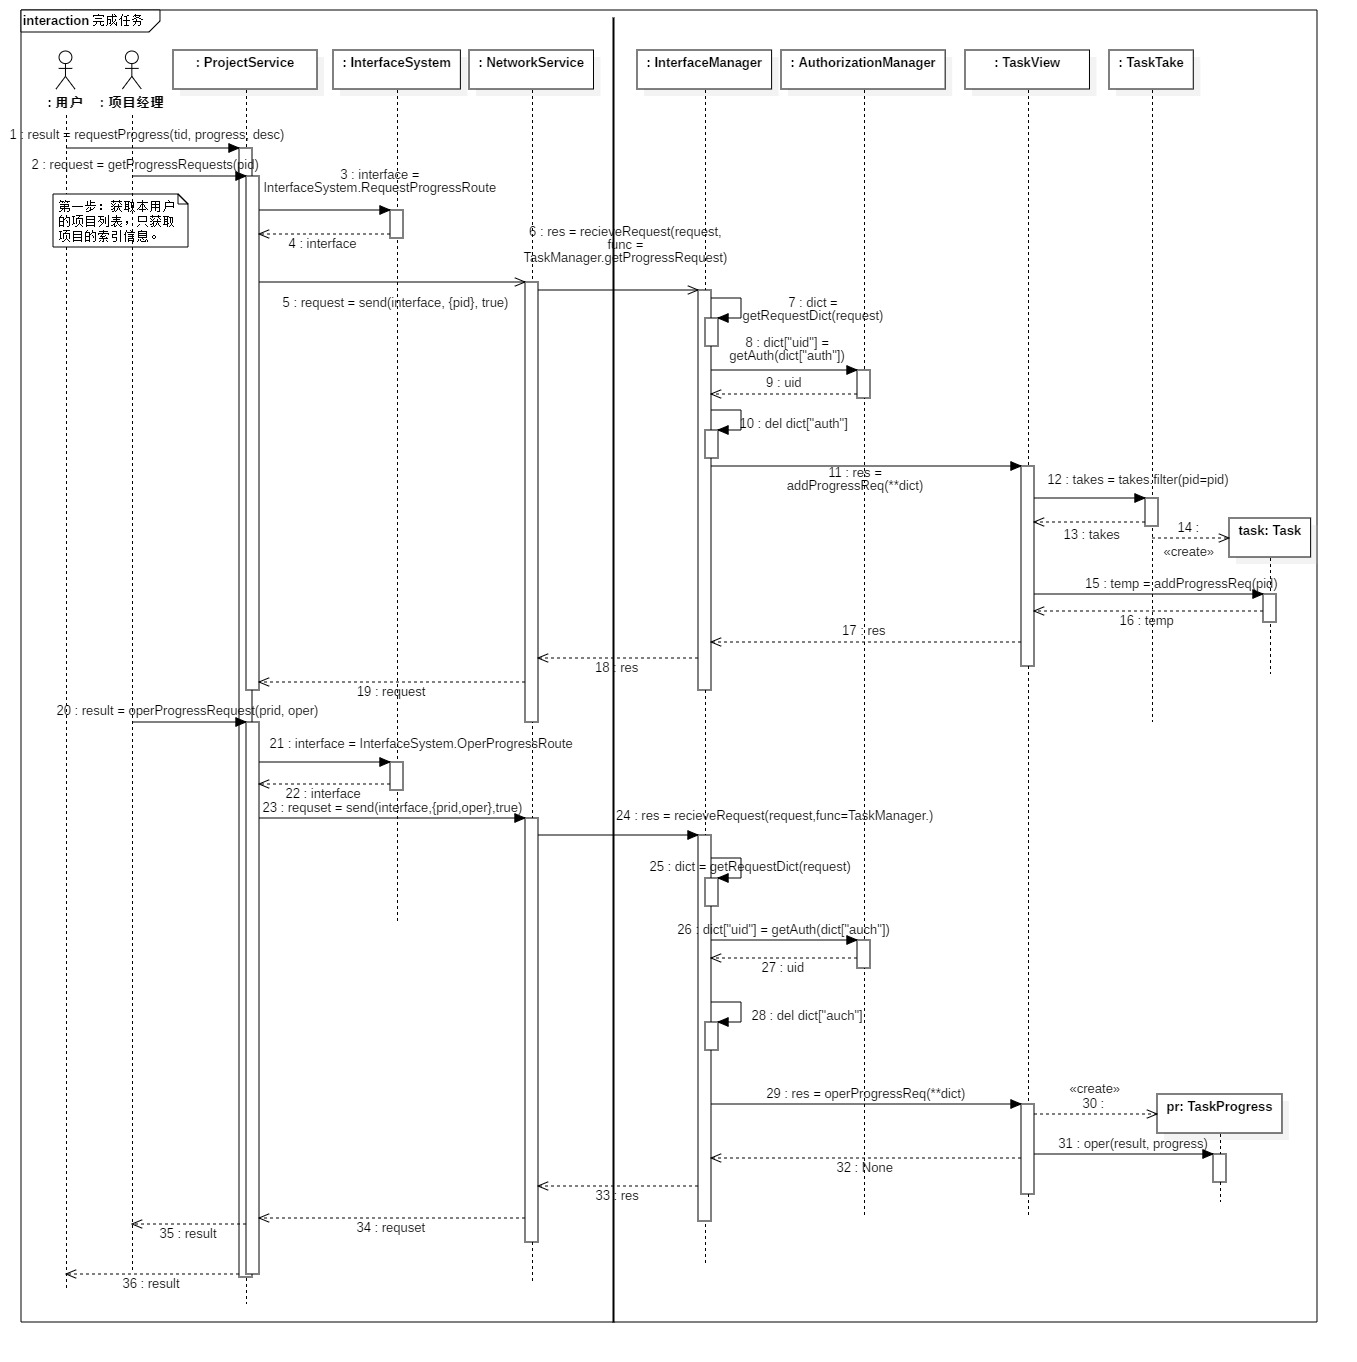 interaction 完成任务
: ProjectService
: InterfaceSystem
: NetworkService
: InterfaceManager
: AuthorizationManager
: TaskView
: TaskTake
: 用户
: 项目经理
1 : result = requestProgress(tid, progress, desc)
2 : request = getProgressRequests(pid)
3 : interface =
InterfaceSystem.RequestProgressRoute
第一步：获取本用户
的项目列表，只获取
项目的索引信息。
4 : interface
6 : res = recieveRequest(request,
func =
TaskManager.getProgressRequest)
5 : request = send(interface, {pid}, true)
7 : dict =
getRequestDict(request)
8 : dict["uid"] =
getAuth(dict["auth"])
9 : uid
10 : del dict["auth"]
11 : res =
addProgressReq(**dict)
12 : takes = takes.filter(pid=pid)
13 : takes
14 :
«create»
task: Task
15 : temp = addProgressReq(pid)
16 : temp
17 : res
18 : res
19 : request
20 : result = operProgressRequest(prid, oper)
21 : interface = InterfaceSystem.OperProgressRoute
22 : interface
23 : requset = send(interface,{prid,oper},true)
24 : res = recieveRequest(request,func=TaskManager.)
25 : dict = getRequestDict(request)
26 : dict["uid"] = getAuth(dict["auch"])
27 : uid
28 : del dict["auch"]
29 : res = operProgressReq(**dict)
«create»
30 :
pr: TaskProgress
31 : oper(result, progress)
32 : None
33 : res
34 : requset
35 : result
36 : result